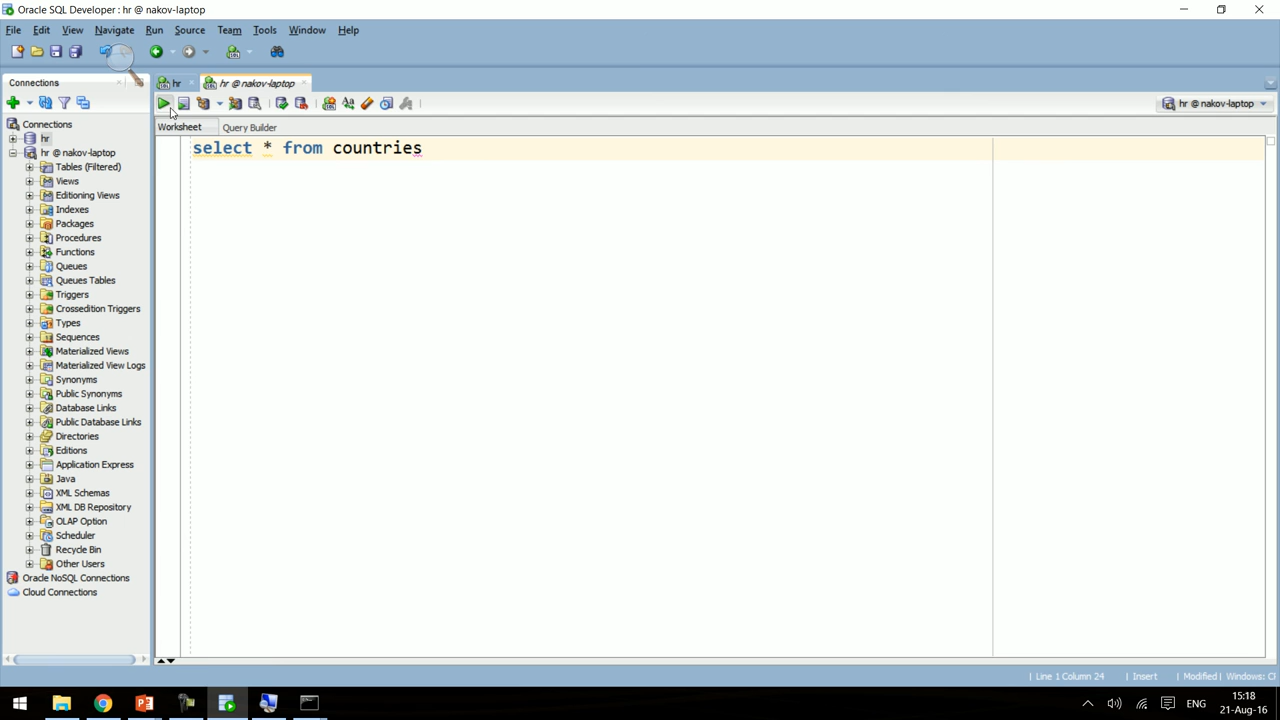 Oracle SQL Developer : hr @ nakov-laptop
File Edit View Navigate Run Source Team Tools Window Help
Connections
hr
hr @ nakov-laptop
hr @ nakov-laptop
Worksheet
Query Builder
Connections
hr
hr @ nakov-laptop
Tables (Filtered)
Views
Editioning Views
Indexes
Packages
Procedures
Functions
Queues
Queues Tables
Triggers
Crossedition Triggers
Types
Sequences
Materialized Views
Materialized View Logs
Synonyms
Public Synonyms
Database Links
Public Database Links
Directories
Editions
Application Express
Java
XML Schemas
XML DB Repository
OLAP Option
Scheduler
Recycle Bin
Other Users
Oracle NoSQL Connections
Cloud Connections
select * from countries
Line 1 Column 24
Insert
Modified
Windows: C
ENG
15:18
21-Aug-16